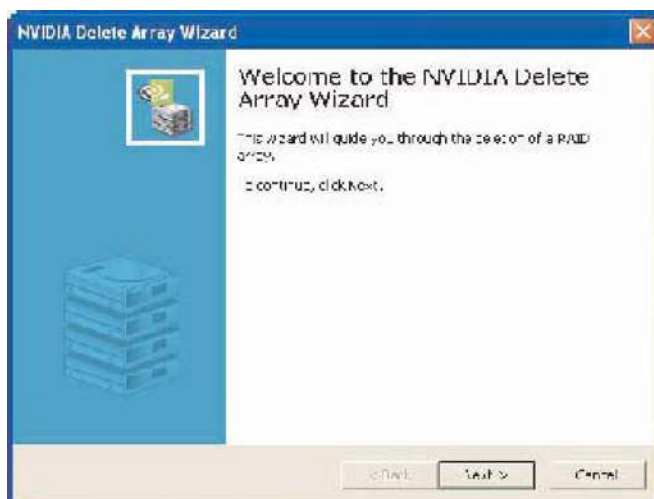 NVIDIA Delete Array Wizard
Welcome to the NVIDIA Delete
Array Wizard
This wizard will guide you through the deletion of a RAID
array.
To continue, click Next.
< Back
Next >
Cancel